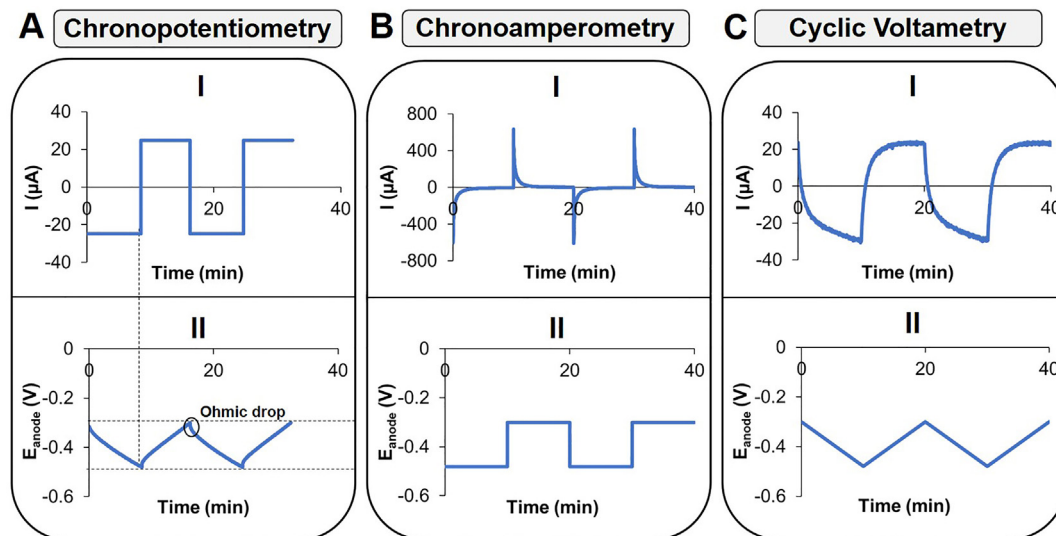 A Chronopotentiometry
I
I (µA)
40
20
0
-20
-40
0
20
40
Time (min)
II
E anode (V)
0
-0.2
-0.4
-0.6
0
20
40
Ohmic drop
Time (min)
B Chronoamperometry
I
I (µA)
800
400
0
-400
-800
0
20
40
Time (min)
II
E anode (V)
0
-0.2
-0.4
-0.6
0
20
40
Time (min)
C Cyclic Voltametry
I
I (µA)
40
20
0
-20
-40
0
20
40
Time (min)
II
E anode (V)
0
-0.2
-0.4
-0.6
0
20
40
Time (min)